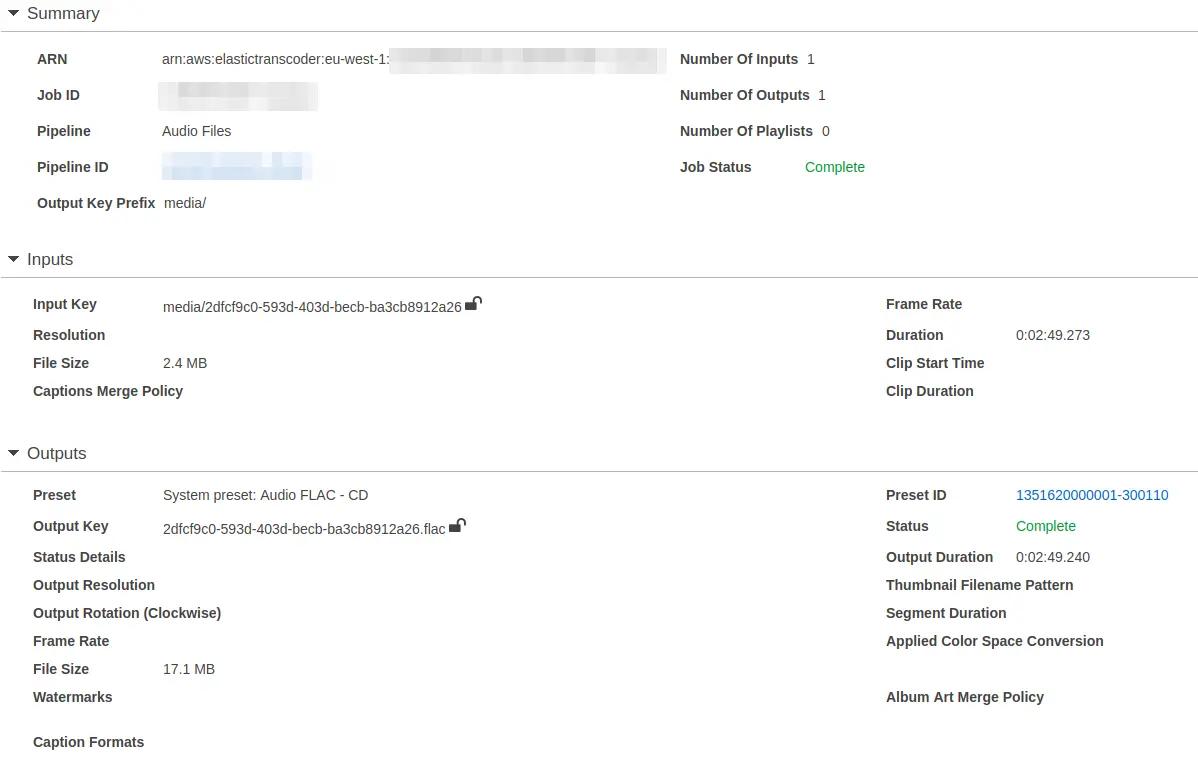 Summary
ARN arn:aws:elastictranscoder:eu-west-1: Number Of Inputs 1
Job ID Number Of Outputs 1
Pipeline Audio Files Number Of Playlists 0
Pipeline ID Job Status Complete
Output Key Prefix media/
Inputs
Input Key media/2dfcf9c0-593d-403d-becb-ba3cb8912a26 Frame Rate
Resolution Duration 0:02:49.273
File Size 2.4 MB Clip Start Time
Captions Merge Policy Clip Duration
Outputs
Preset System preset: Audio FLAC - CD Preset ID 1351620000001-300110
Output Key 2dfcf9c0-593d-403d-becb-ba3cb8912a26.flac Status Complete
Status Details Output Duration 0:02:49.240
Output Resolution Thumbnail Filename Pattern
Output Rotation (Clockwise) Segment Duration
Frame Rate Applied Color Space Conversion
File Size 17.1 MB
Watermarks Album Art Merge Policy
Caption Formats